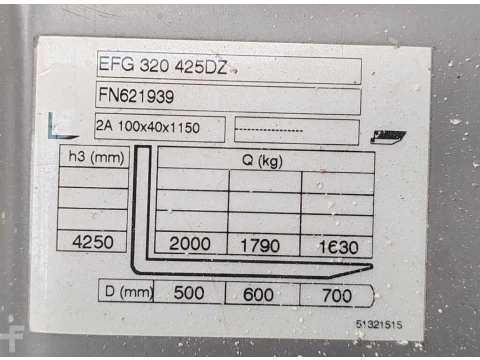 EFG 320 425DZ
FN621939
2A 100x40x1150 --------------
h3 (mm) Q (kg)
4250 2000 1790 1630
D (mm) 500 600 700
51321515
F